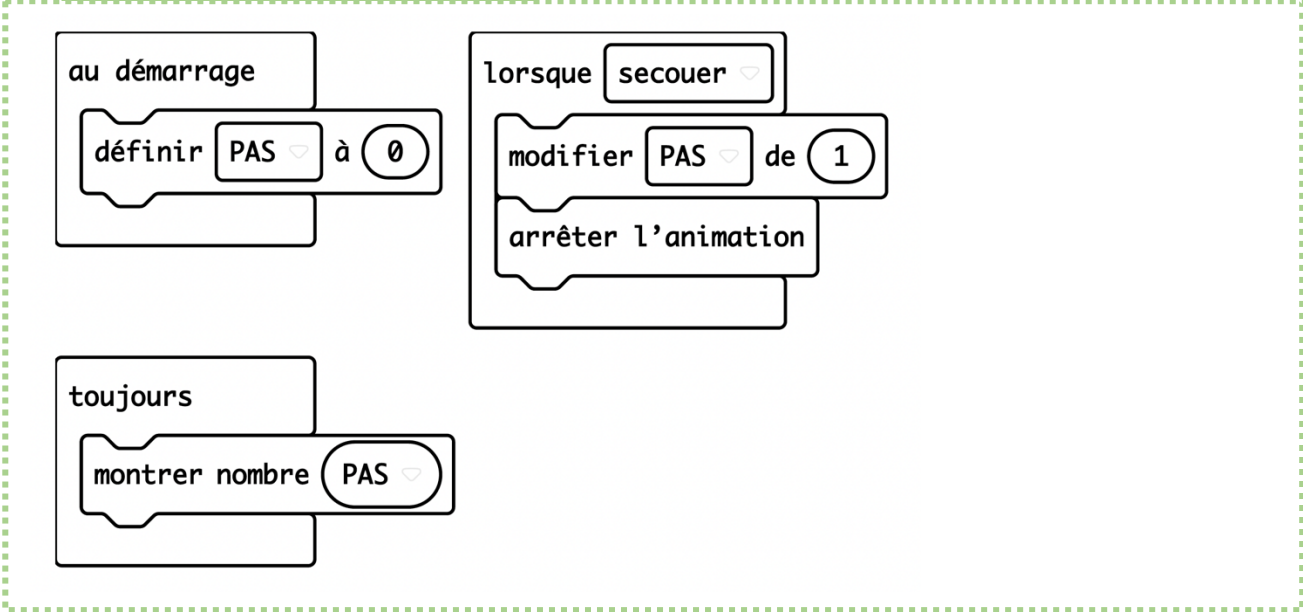 au démarrage
définir PAS à 0
lorsque secouer
modifier PAS de 1
arrêter l’animation
toujours
montrer nombre PAS